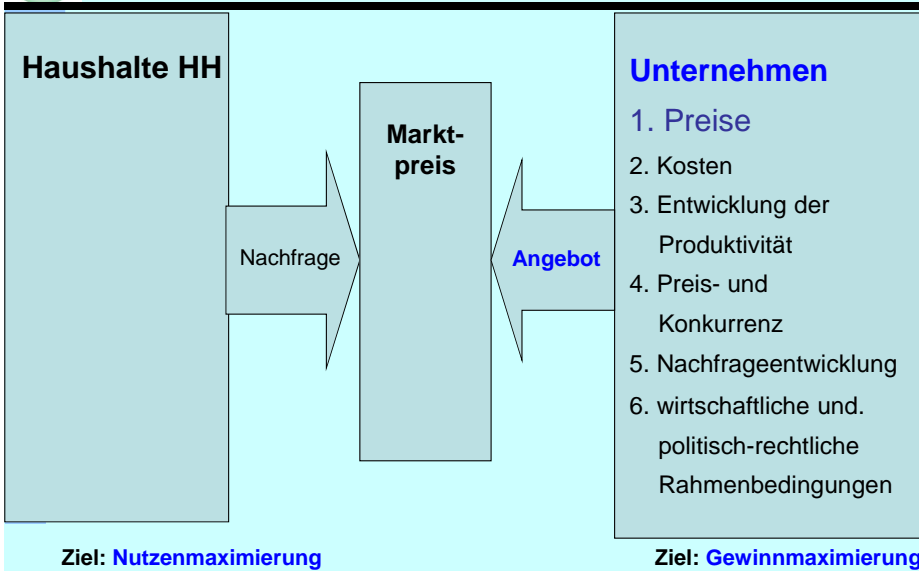 Haushalte HH
Nachfrage
Markt-
preis
Angebot
Unternehmen
1. Preise
2. Kosten
3. Entwicklung der
Produktivität
4. Preis- und
Konkurrenz
5. Nachfrageentwicklung
6. wirtschaftliche und.
politisch-rechtliche
Rahmenbedingungen
Ziel: Nutzenmaximierung
Ziel: Gewinnmaximierung